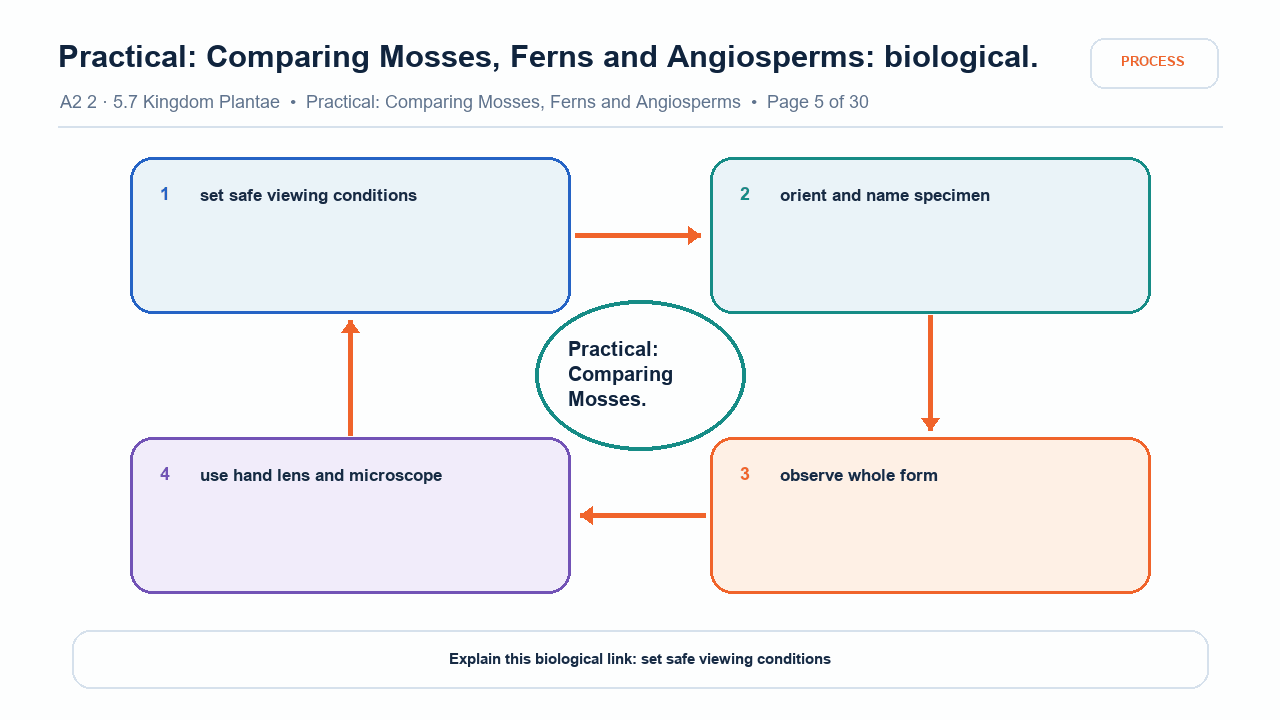 Practical: Comparing Mosses, Ferns and Angiosperms: biological.
PROCESS
A2 2 · 5.7 Kingdom Plantae • Practical: Comparing Mosses, Ferns and Angiosperms • Page 5 of 30
1 set safe viewing conditions
2 orient and name specimen
Practical:
Comparing
Mosses.
4 use hand lens and microscope
3 observe whole form
Explain this biological link: set safe viewing conditions